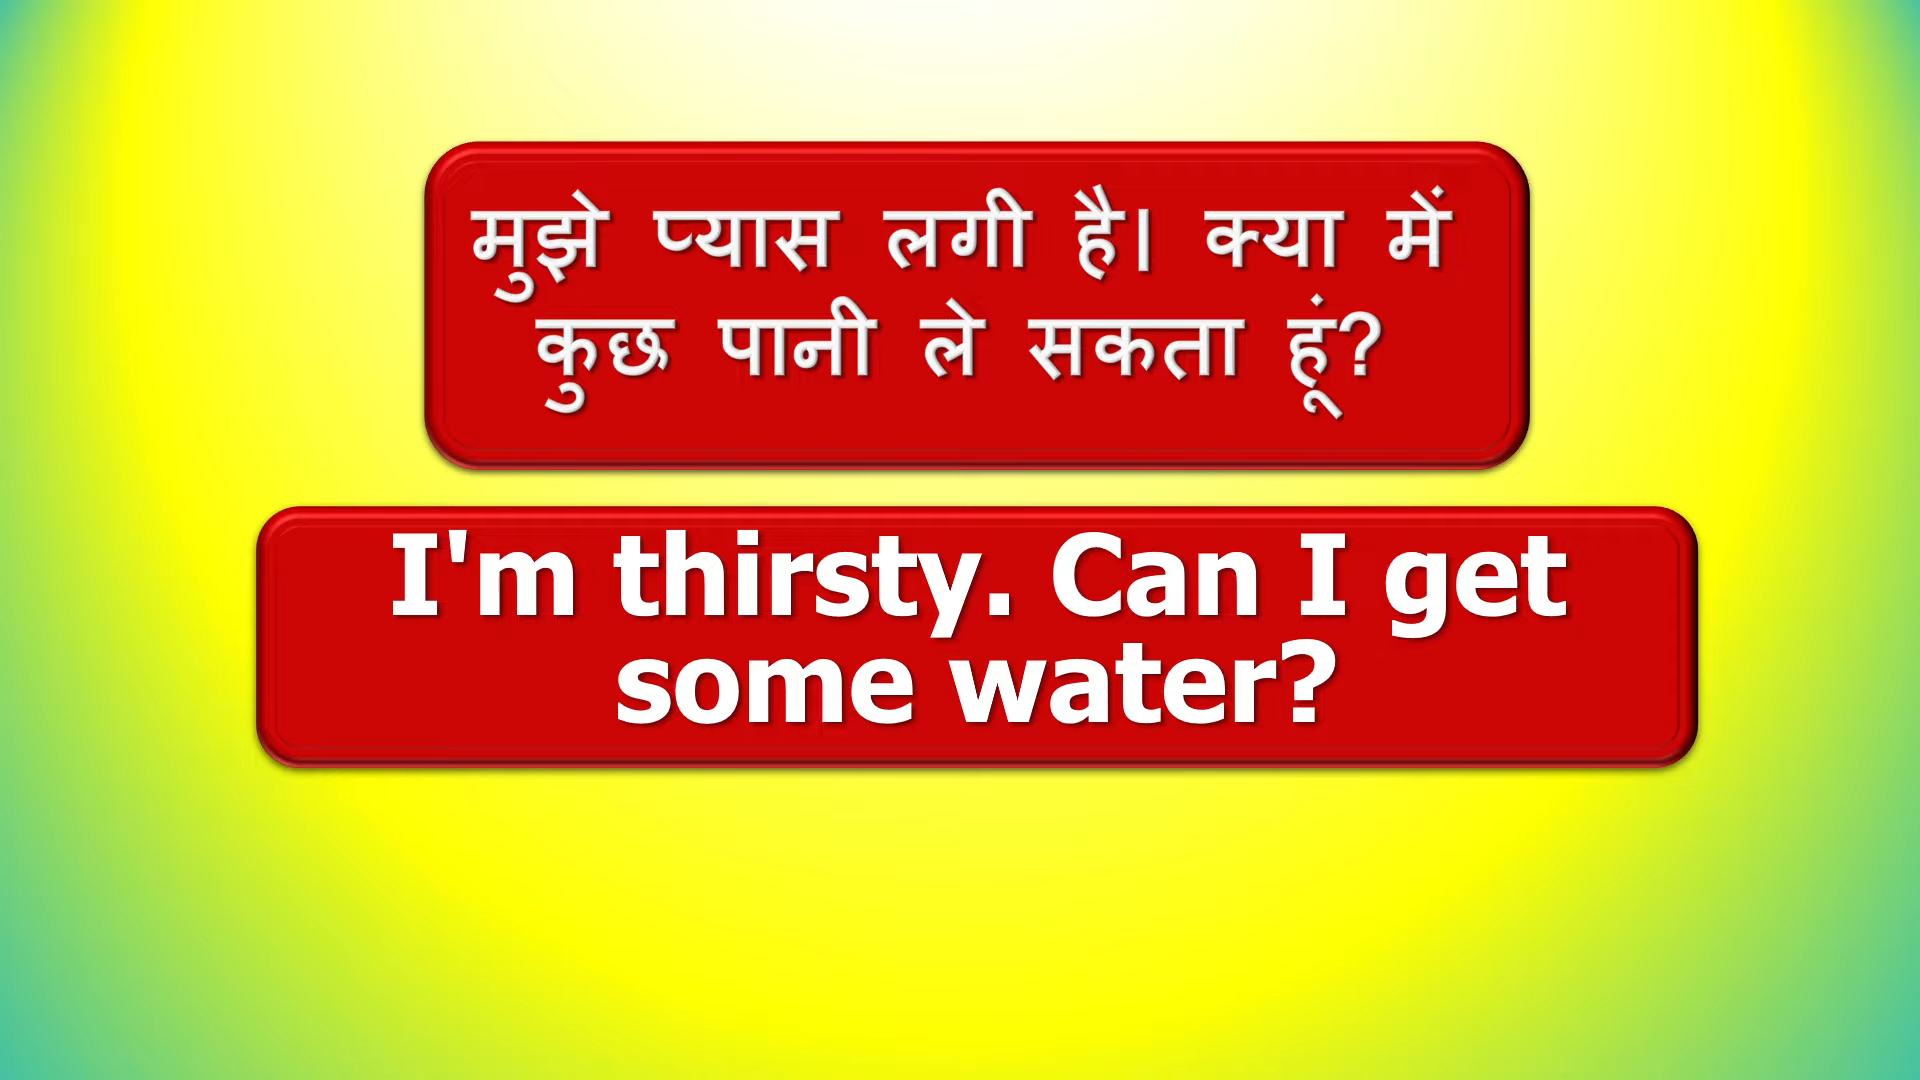 मुझे प्यास लगी है। क्या में
कुछ पानी ले सकता हूं?
I'm thirsty. Can I get
some water?